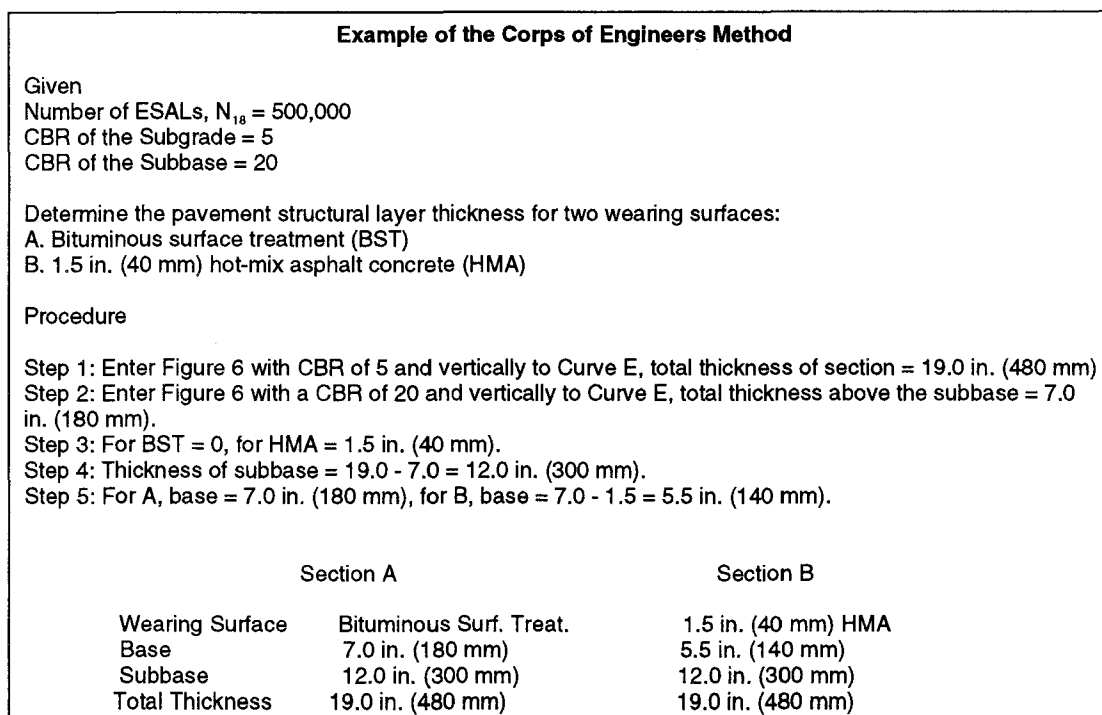 Example of the Corps of Engineers Method
Given
Number of ESALs, N₁₈ = 500,000
CBR of the Subgrade = 5
CBR of the Subbase = 20
Determine the pavement structural layer thickness for two wearing surfaces:
A. Bituminous surface treatment (BST)
B. 1.5 in. (40 mm) hot-mix asphalt concrete (HMA)
Procedure
Step 1: Enter Figure 6 with CBR of 5 and vertically to Curve E, total thickness of section = 19.0 in. (480 mm)
Step 2: Enter Figure 6 with a CBR of 20 and vertically to Curve E, total thickness above the subbase = 7.0
in. (180 mm).
Step 3: For BST = 0, for HMA = 1.5 in. (40 mm).
Step 4: Thickness of subbase = 19.0 - 7.0 = 12.0 in. (300 mm).
Step 5: For A, base = 7.0 in. (180 mm), for B, base = 7.0 - 1.5 = 5.5 in. (140 mm).
Section A Section B
Wearing Surface Bituminous Surf. Treat. 1.5 in. (40 mm) HMA
Base 7.0 in. (180 mm) 5.5 in. (140 mm)
Subbase 12.0 in. (300 mm) 12.0 in. (300 mm)
Total Thickness 19.0 in. (480 mm) 19.0 in. (480 mm)